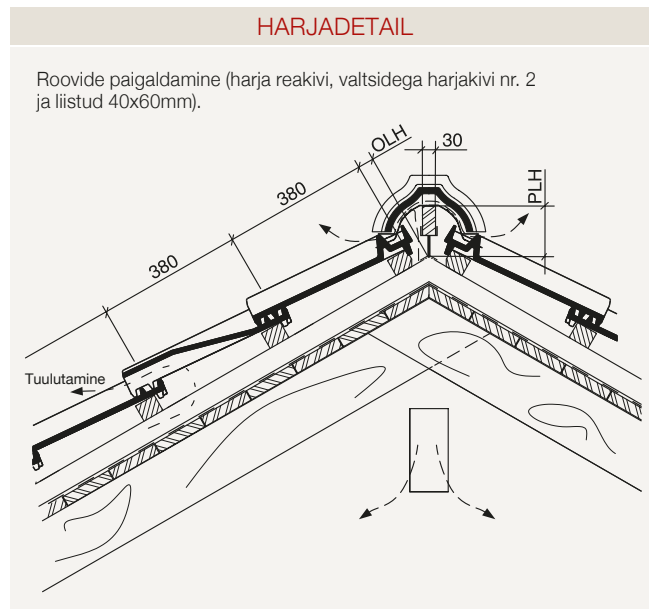 HARJADETAIL
Roovide paigaldamine (harja reakivi, valtsidega harjakivi nr. 2
ja liistud 40x60mm).
OLH
30
PLH
380
380
Tuulutamine